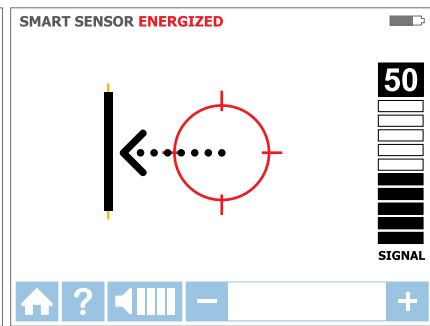 SMART SENSOR ENERGIZED
50
SIGNAL
?
− +